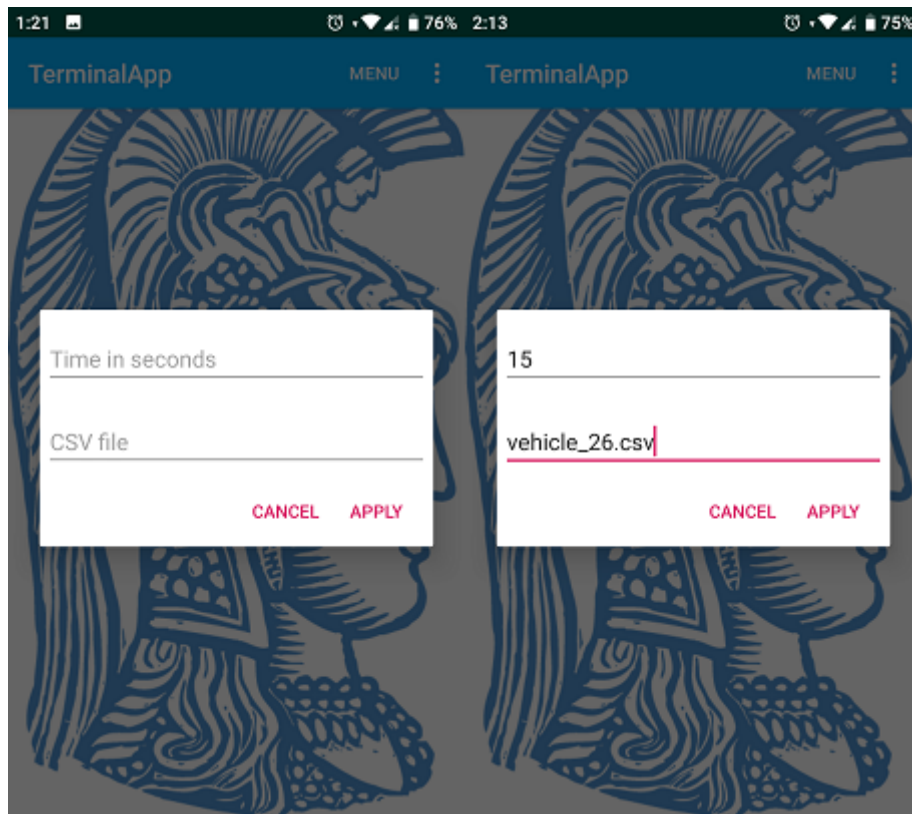 1:21 76%
TerminalApp MENU
Time in seconds
CSV file
CANCEL APPLY
2:13 75%
TerminalApp MENU
15
vehicle_26.csv
CANCEL APPLY